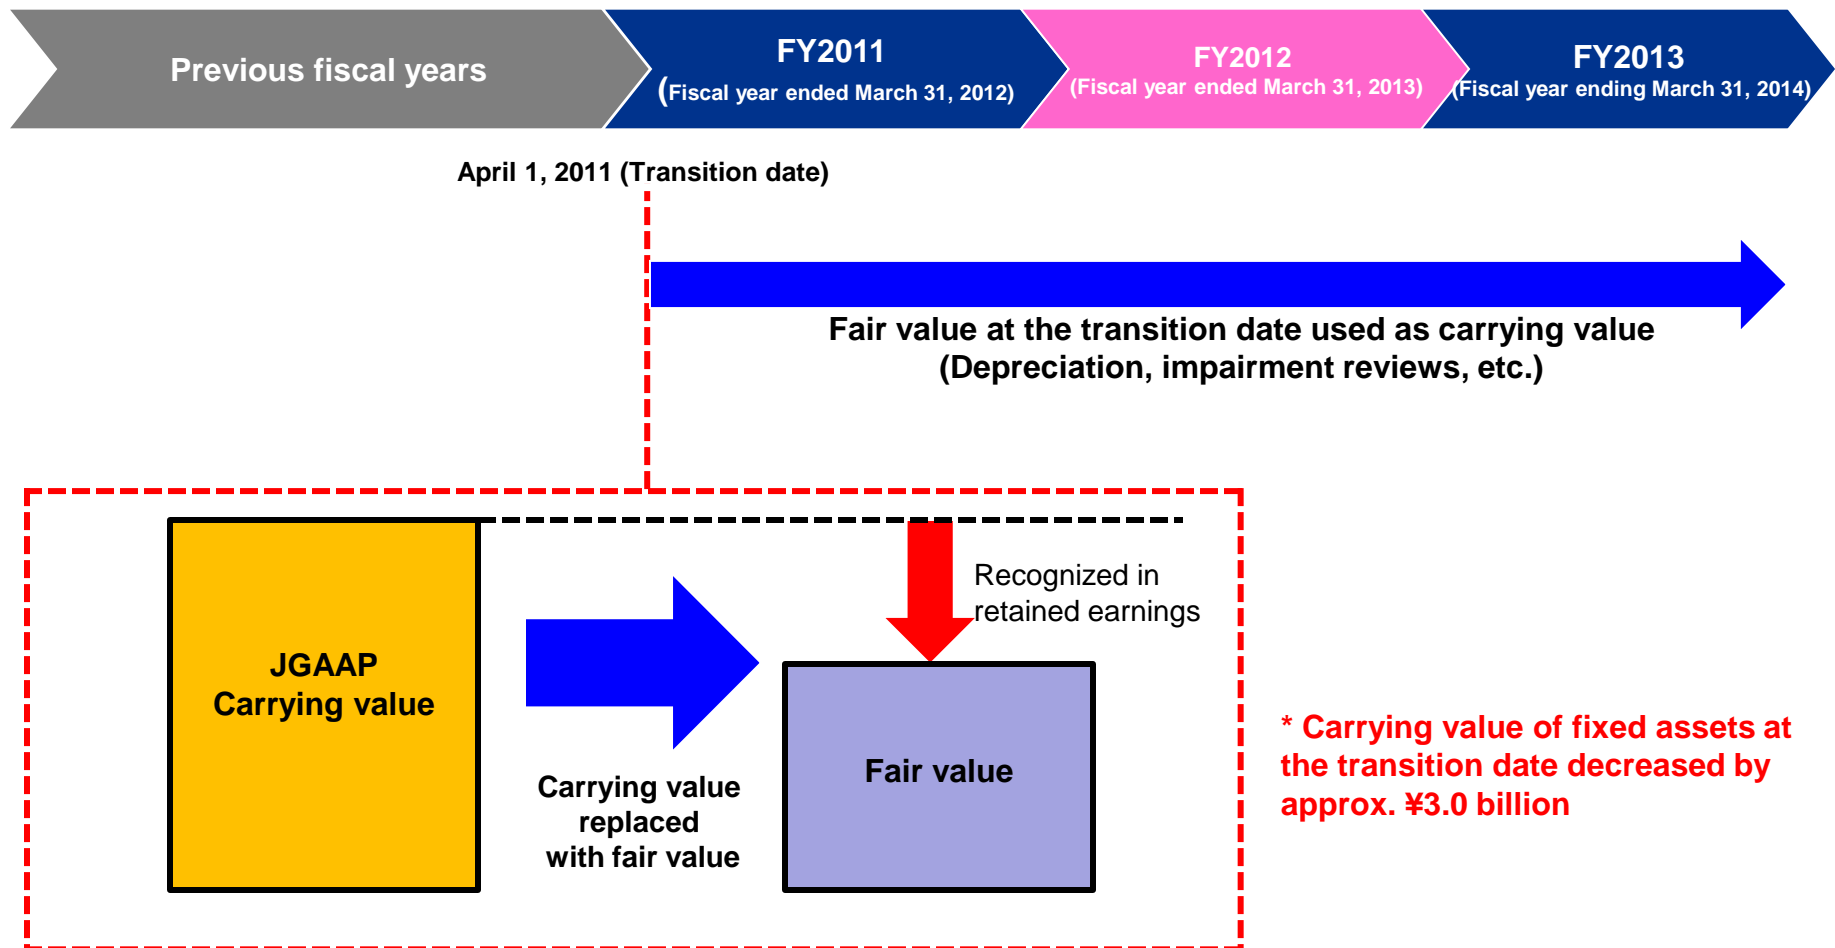 Previous fiscal years
FY2011
(Fiscal year ended March 31, 2012)
FY2012
(Fiscal year ended March 31, 2013)
FY2013
(Fiscal year ending March 31, 2014)
April 1, 2011 (Transition date)
Fair value at the transition date used as carrying value
(Depreciation, impairment reviews, etc.)
JGAAP
Carrying value
Carrying value
replaced
with fair value
Recognized in
retained earnings
Fair value
* Carrying value of fixed assets at
the transition date decreased by
approx. ¥3.0 billion